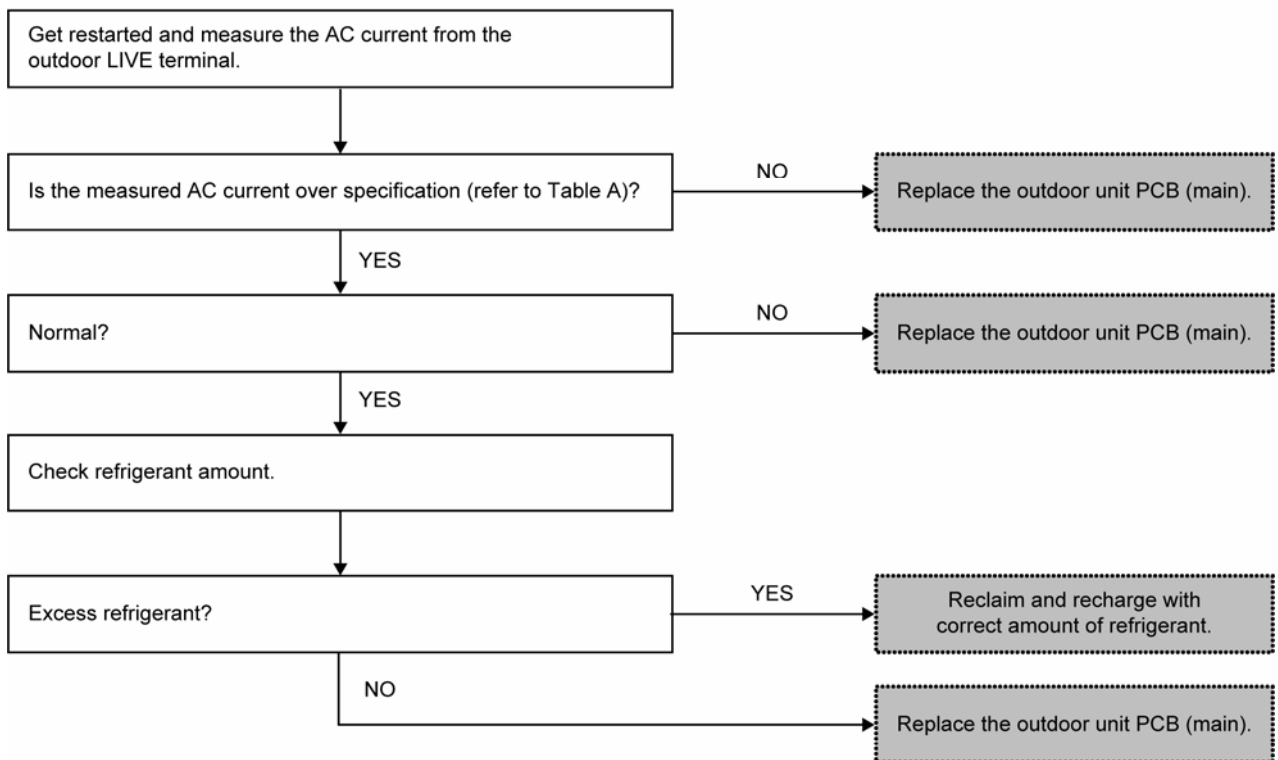 Get restarted and measure the AC current from the
outdoor LIVE terminal.
Is the measured AC current over specification (refer to Table A)?
NO
Replace the outdoor unit PCB (main).
YES
Normal?
NO
Replace the outdoor unit PCB (main).
YES
Check refrigerant amount.
Excess refrigerant?
YES
Reclaim and recharge with
correct amount of refrigerant.
NO
Replace the outdoor unit PCB (main).